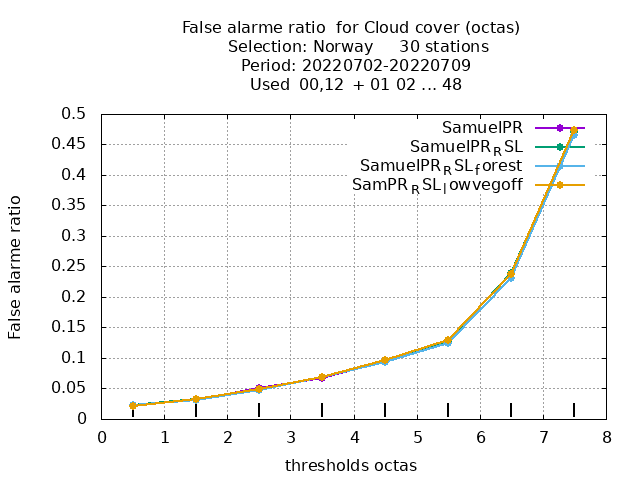 False alarme ratio  for Cloud cover (octas)
Selection: Norway     30 stations
Period: 20220702-20220709
Used  00,12  + 01 02 ... 48
SamuelPR
SamuelPR_RSL
SamuelPR_RSL_forest
SamPR_RSL_lowvegoff
False alarme ratio
0.5
0.45
0.4
0.35
0.3
0.25
0.2
0.15
0.1
0.05
0
0 1 2 3 4 5 6 7 8
thresholds octas